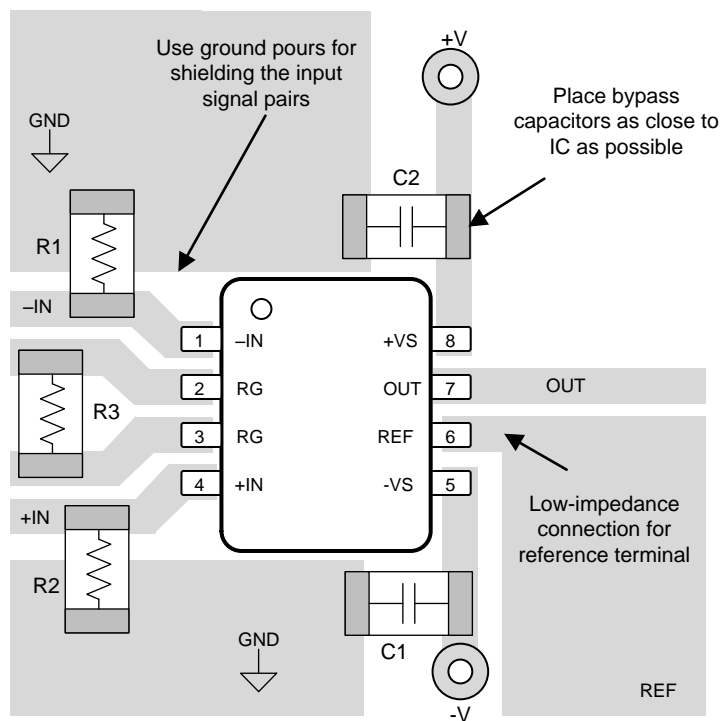 Use ground pours for
shielding the input
signal pairs
+V
Place bypass
capacitors as close to
IC as possible
GND
C2
R1
–IN
1
–IN
+VS
8
2
RG
OUT
7
OUT
R3
3
RG
REF
6
4
+IN
-VS
5
+IN
Low-impedance
connection for
reference terminal
R2
GND
C1
REF
-V